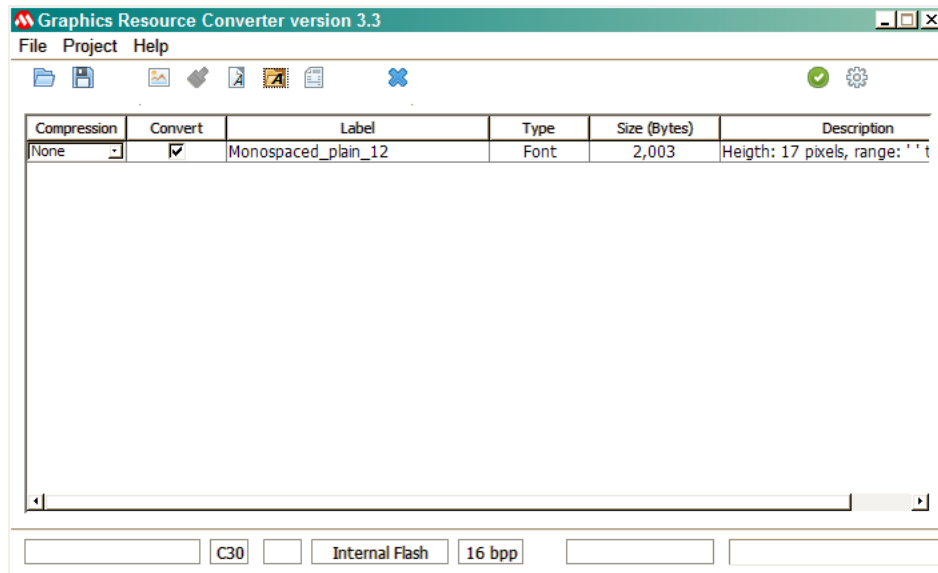 Graphics Resource Converter version 3.3
File Project Help
Compression Convert Label Type Size (Bytes) Description
None Monospaced_plain_12 Font 2,003 Heigth: 17 pixels, range: ' ' t
C30 Internal Flash 16 bpp